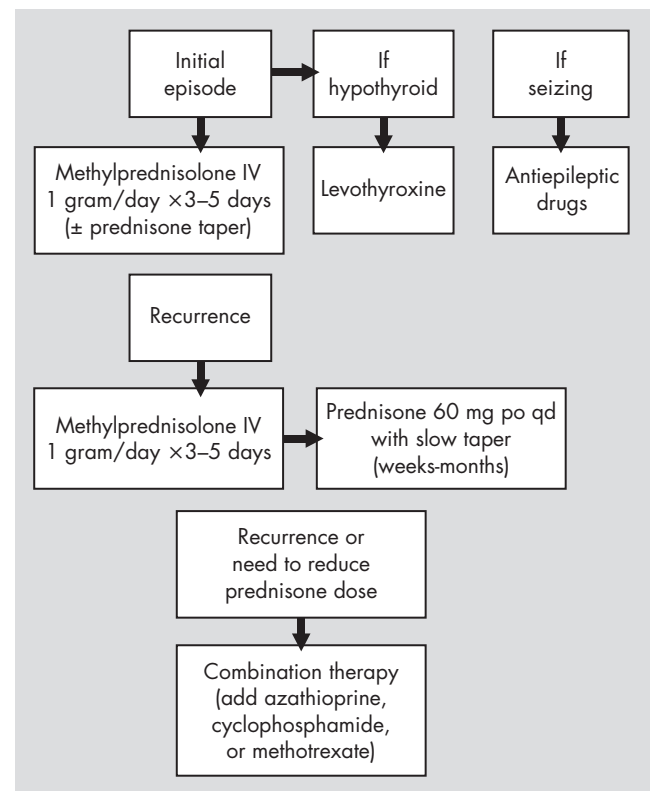 Initial
episode
If
hypothyroid
If
seizing
Methylprednisolone IV
1 gram/day ×3–5 days
(± prednisone taper)
Levothyroxine
Antiepileptic
drugs
Recurrence
Methylprednisolone IV
1 gram/day ×3–5 days
Prednisone 60 mg po qd
with slow taper
(weeks-months)
Recurrence or
need to reduce
prednisone dose
Combination therapy
(add azathioprine,
cyclophosphamide,
or methotrexate)